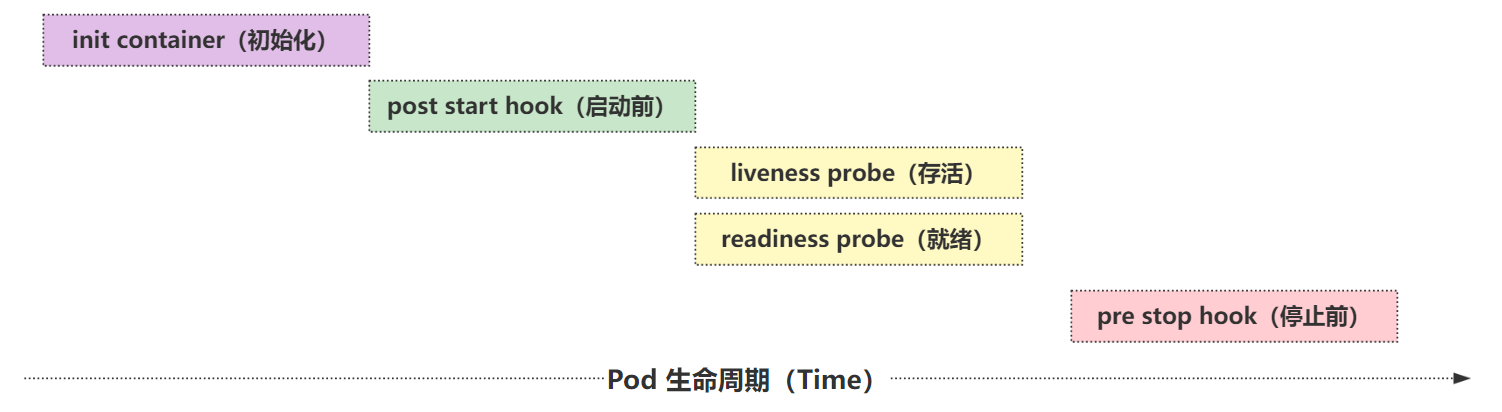 init container（初始化）
post start hook（启动前）
liveness probe（存活）
readiness probe（就绪）
pre stop hook（停止前）
Pod 生命周期（Time）